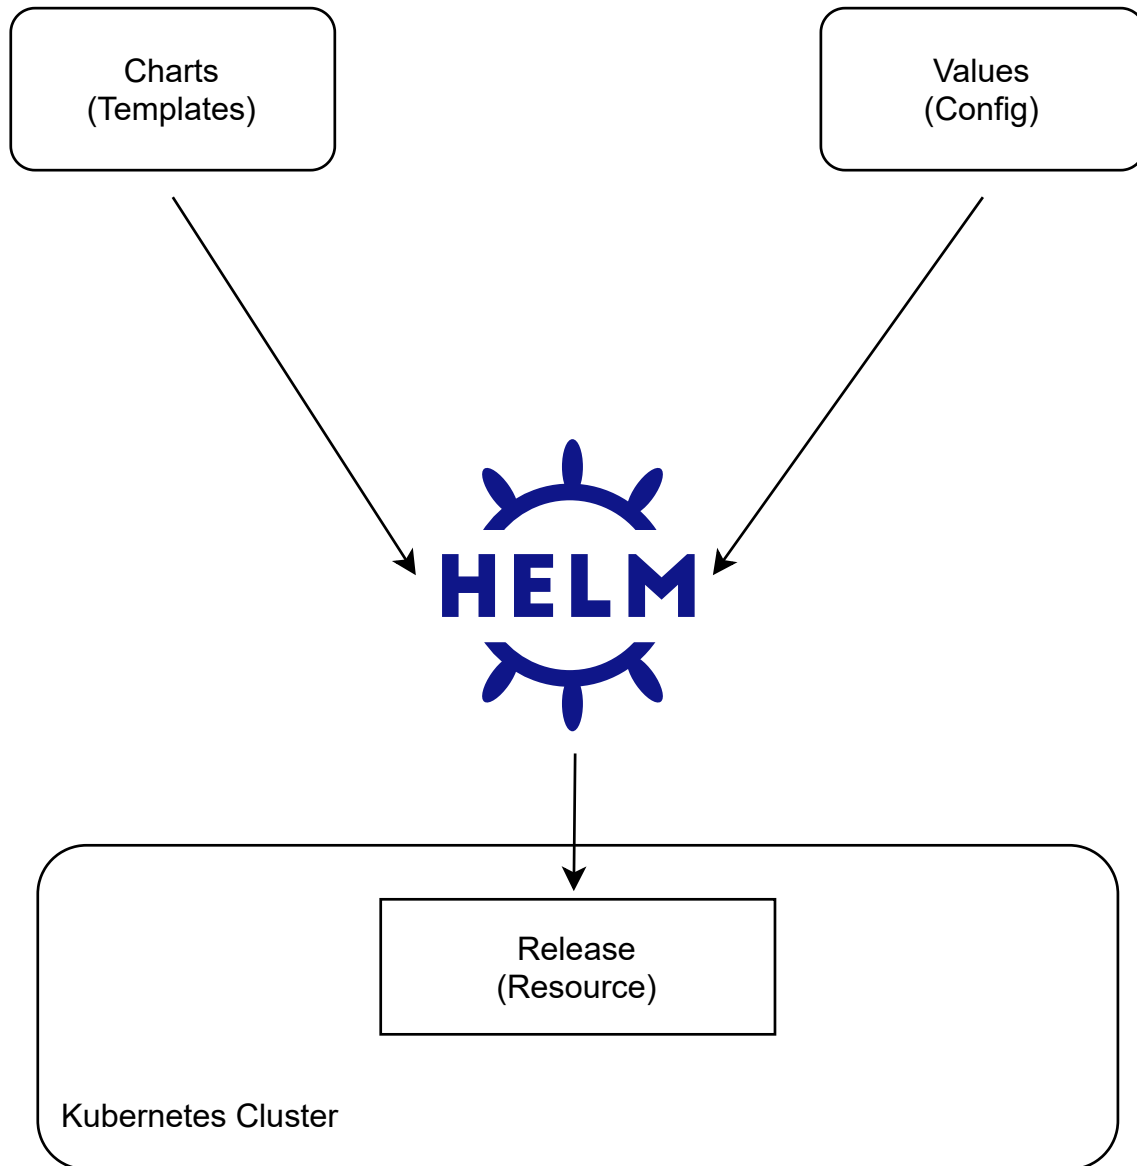 Charts
(Templates)
Values
(Config)
HELM
Release
(Resource)
Kubernetes Cluster